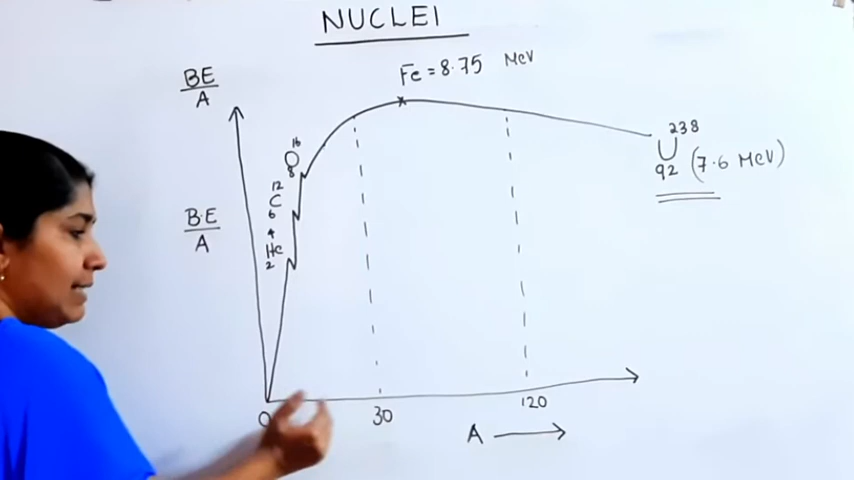 NUCLEI
BE
A
Fe = 8.75 MeV
16
O
8
12
C
6
4
He
2
238
U
92
(7.6 MeV)
B.E
A
0
30
120
A